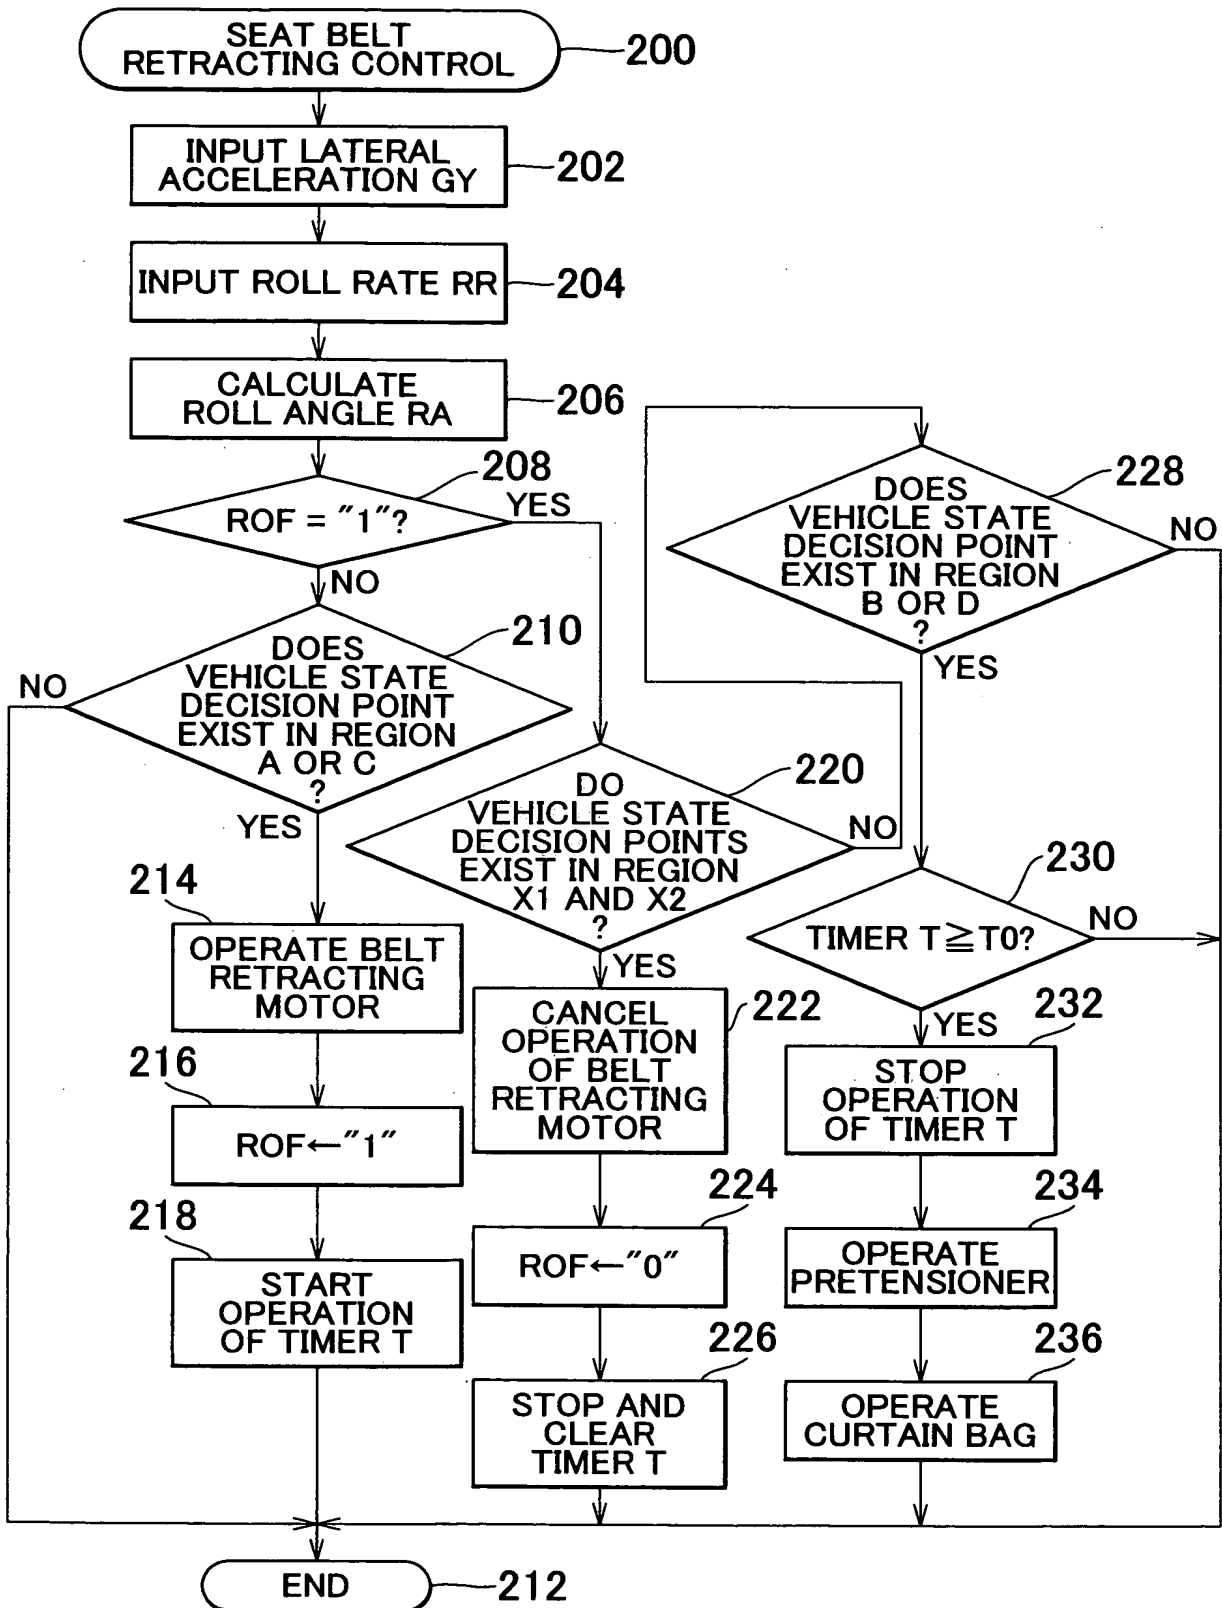 SEAT BELT
RETRACTING CONTROL
200
INPUT LATERAL
ACCELERATION GY
202
INPUT ROLL RATE RR
204
CALCULATE
ROLL ANGLE RA
206
208
ROF = "1"?
YES
NO
210
DOES
VEHICLE STATE
DECISION POINT
EXIST IN REGION
A OR C
?
NO
YES
214
OPERATE BELT
RETRACTING
MOTOR
216
ROF←"1"
218
START
OPERATION
OF TIMER T
220
DO
VEHICLE STATE
DECISION POINTS
EXIST IN REGION
X1 AND X2
?
NO
YES
222
CANCEL
OPERATION
OF BELT
RETRACTING
MOTOR
224
ROF←"0"
226
STOP AND
CLEAR
TIMER T
228
DOES
VEHICLE STATE
DECISION POINT
EXIST IN REGION
B OR D
?
NO
YES
230
TIMER T≧T0?
NO
YES
232
STOP
OPERATION
OF TIMER T
234
OPERATE
PRETENSIONER
236
OPERATE
CURTAIN BAG
END
212